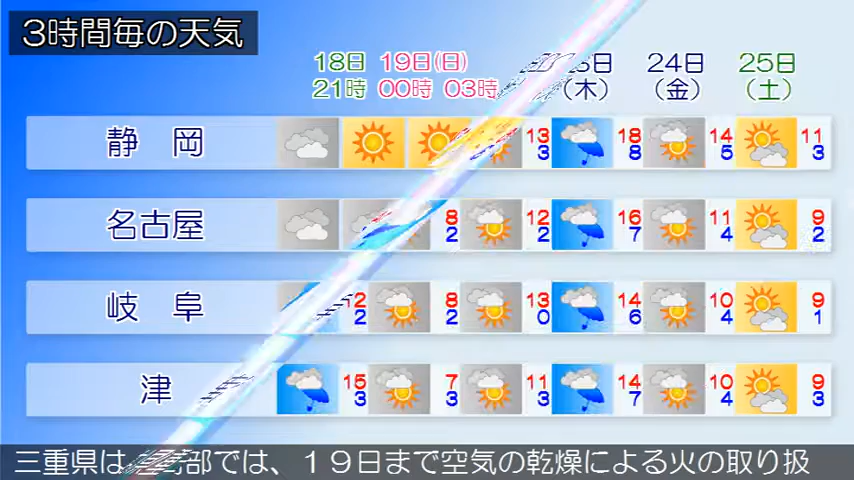 3時間毎の天気
18日 19日(日) 日 24日 25日
21時 00時 03時 (木) (金) (土)
静 岡 13 3 18 8 14 5 11 3
名古屋 8 2 12 2 16 7 11 4 9 2
岐 阜 12 2 8 2 13 0 14 6 10 4 9 1
津 15 3 7 3 11 3 14 7 10 4 9 3
三重県は 部では、19日まで空気の乾燥による火の取り扱